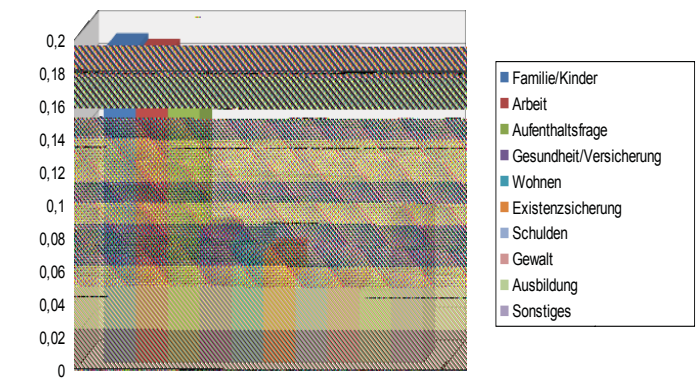 0,2
0,18
0,16
0,14
0,12
0,1
0,08
0,06
0,04
0,02
0
Familie/Kinder
Arbeit
Aufenthaltsfrage
Gesundheit/Versicherung
Wohnen
Existenzsicherung
Schulden
Gewalt
Ausbildung
Sonstiges